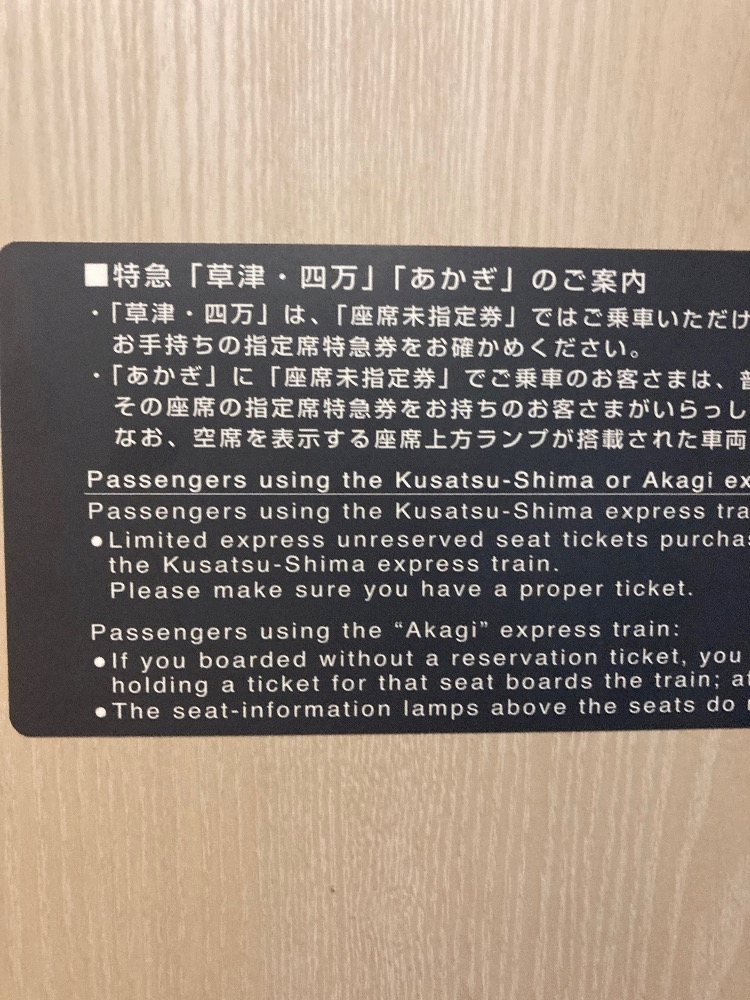 ■特急「草津・四万」「あかぎ」のご案内
・「草津・四万」は、「座席未指定券」ではご乗車いただけ
お手持ちの指定席特急券をお確かめください。
・「あかぎ」に「座席未指定券」でご乗車のお客さまは、
その座席の指定席特急券をお持ちのお客さまがいらっし
なお、空席を表示する座席上方ランプが搭載された車両
Passengers using the Kusatsu-Shima or Akagi ex
Passengers using the Kusatsu-Shima express tra
●Limited express unreserved seat tickets purcha
the Kusatsu-Shima express train.
Please make sure you have a proper ticket.
Passengers using the “Akagi” express train:
●If you boarded without a reservation ticket, you
holding a ticket for that seat boards the train; at
●The seat-information lamps above the seats do